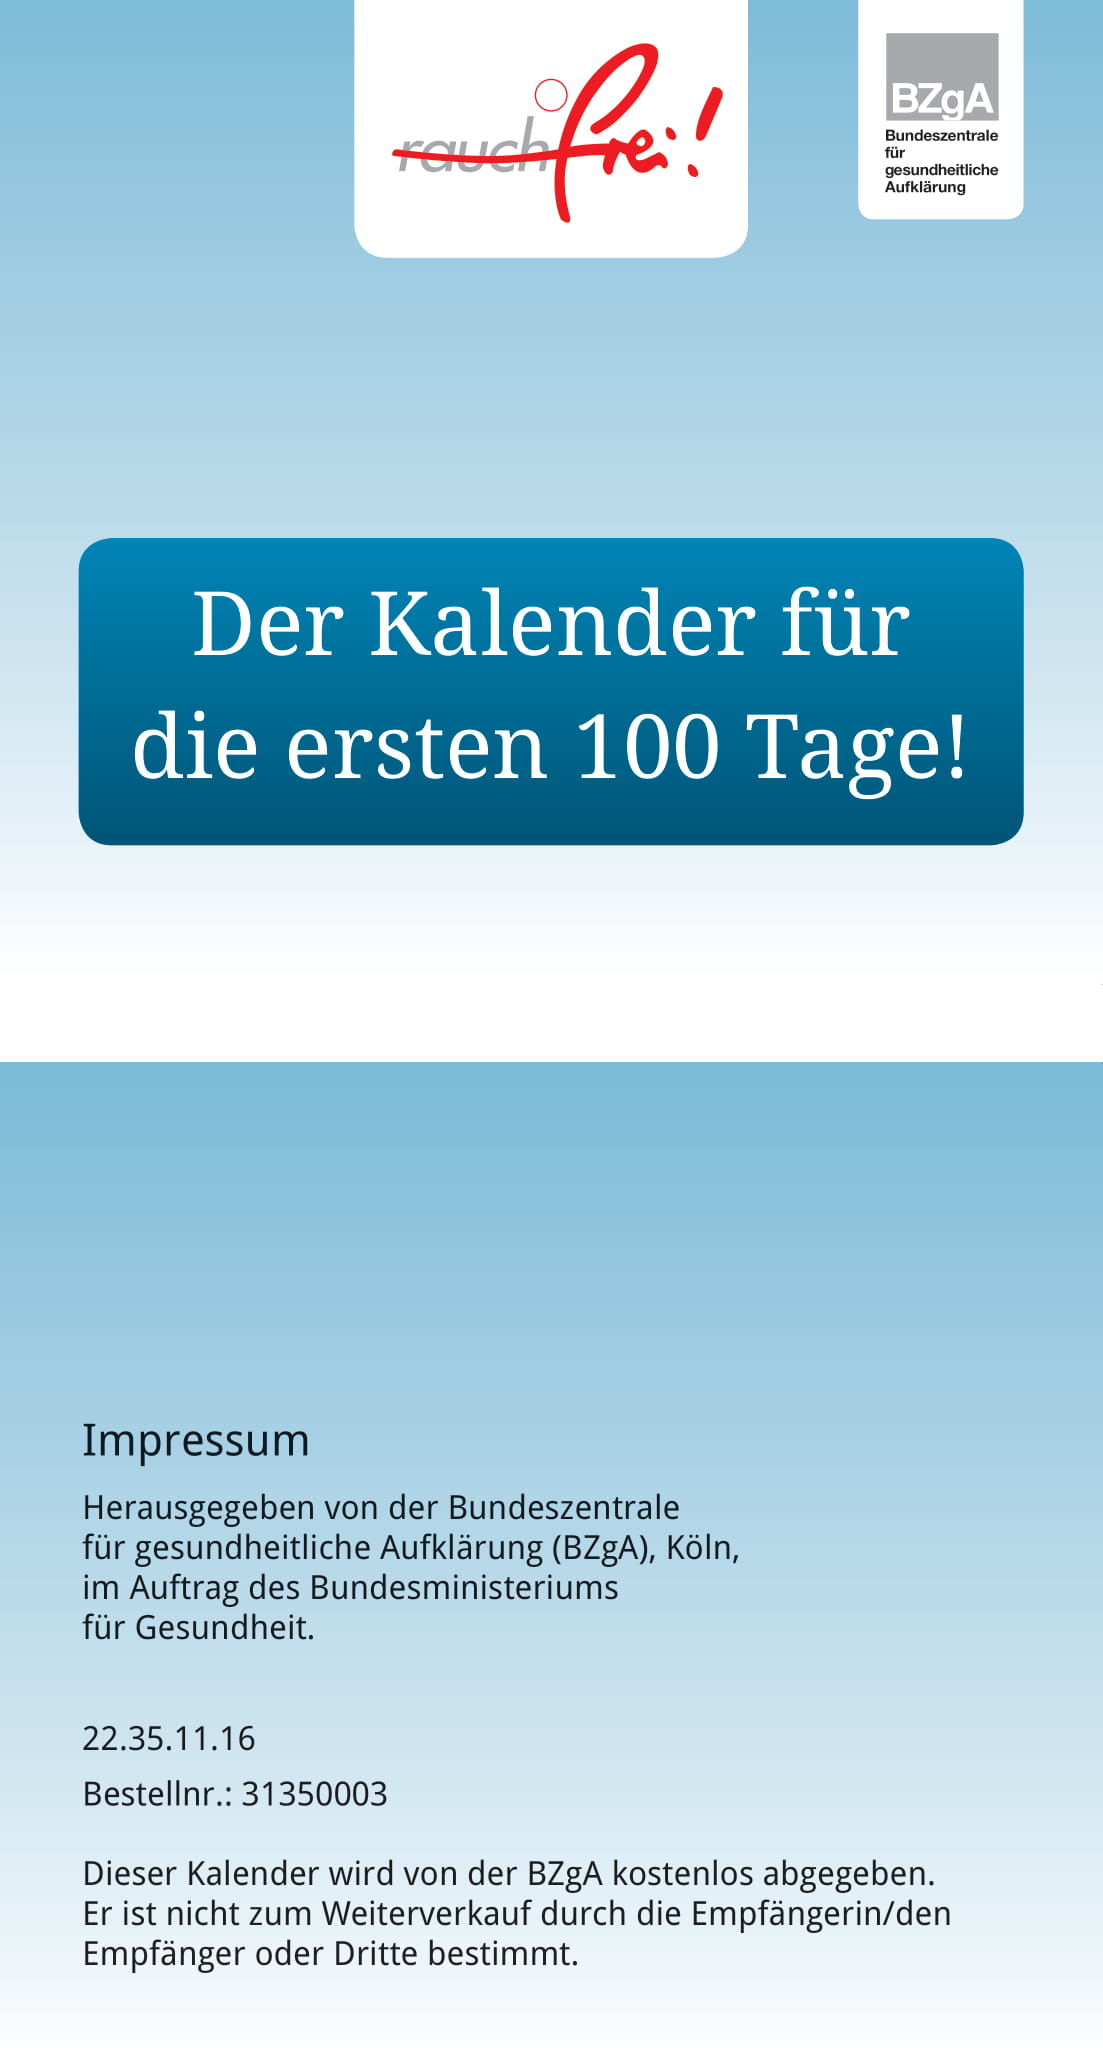 rauchfrei!
BZgA
Bundeszentrale
für
gesundheitliche
Aufklärung
Der Kalender für
die ersten 100 Tage!
Impressum
Herausgegeben von der Bundeszentrale
für gesundheitliche Aufklärung (BZgA), Köln,
im Auftrag des Bundesministeriums
für Gesundheit.
22.35.11.16
Bestellnr.: 31350003
Dieser Kalender wird von der BZgA kostenlos abgegeben.
Er ist nicht zum Weiterverkauf durch die Empfängerin/den
Empfänger oder Dritte bestimmt.